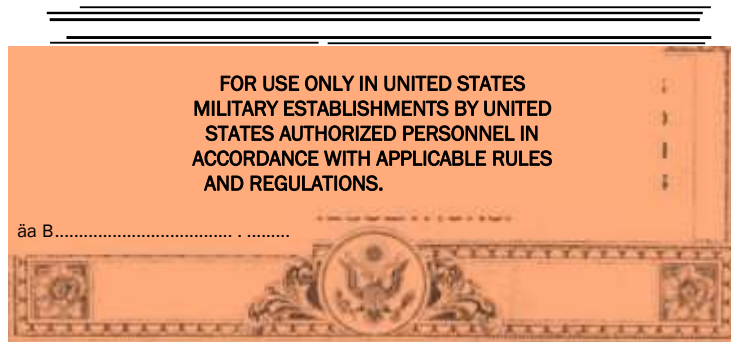 FOR USE ONLY IN UNITED STATES
MILITARY ESTABLISHMENTS BY UNITED
STATES AUTHORIZED PERSONNEL IN
ACCORDANCE WITH APPLICABLE RULES
AND REGULATIONS.
äa B..................................... . .........